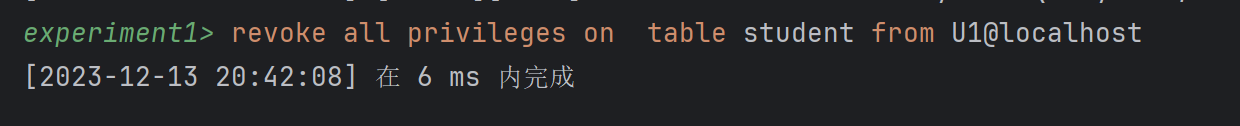 experiment1> revoke all privileges on  table student from U1@localhost
[2023-12-13 20:42:08] 在 6 ms 内完成